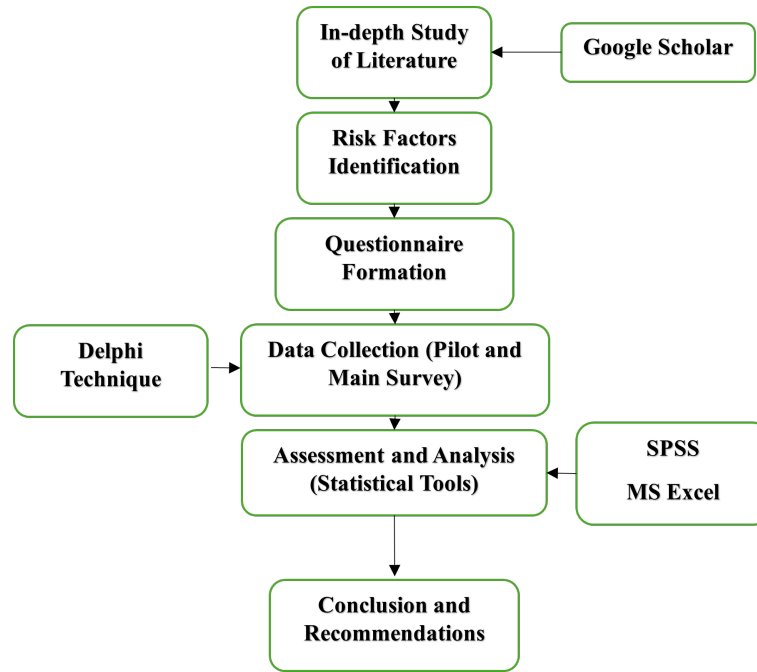 In-depth Study
of Literature
Google Scholar
Risk Factors
Identification
Questionnaire
Formation
Delphi
Technique
Data Collection (Pilot and
Main Survey)
Assessment and Analysis
(Statistical Tools)
SPSS
MS Excel
Conclusion and
Recommendations